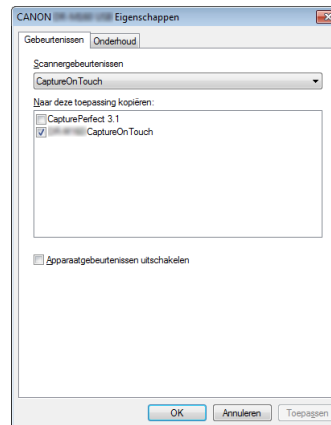 CANON Eigenschappen
Gebeurtenissen Onderhoud
Scannergebeurtenissen
CaptureOnTouch
Naar deze toepassing kopiëren:
CapturePerfect 3.1
CaptureOnTouch
Apparaatgebeurtenissen uitschakelen
OK Annuleren Toepassen